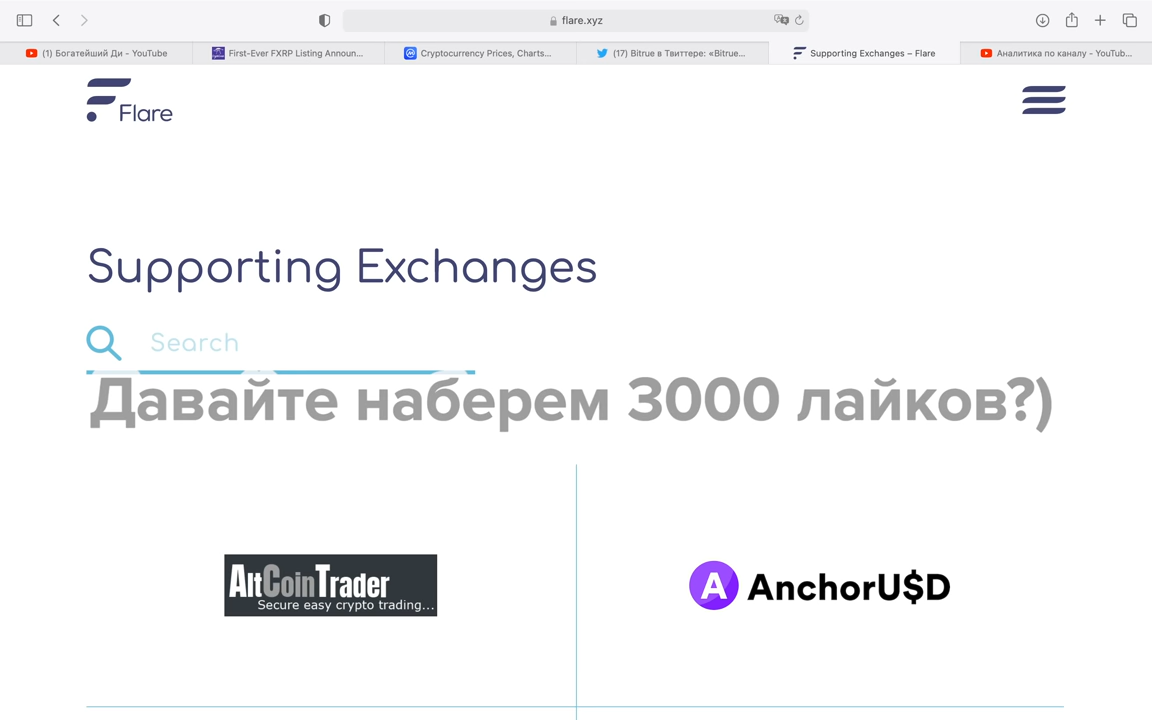 flare.xyz
(1) Богатейший Ди - YouTube
First-Ever FXRP Listing Announ...
Cryptocurrency Prices, Charts...
(17) Bitrue в Твиттере: «Bitrue...
Supporting Exchanges – Flare
Аналитика по каналу - YouTub...
Flare
Supporting Exchanges
Search
Давайте наберем 3000 лайков?)
AltCoinTrader
Secure easy crypto trading...
A AnchorU$D